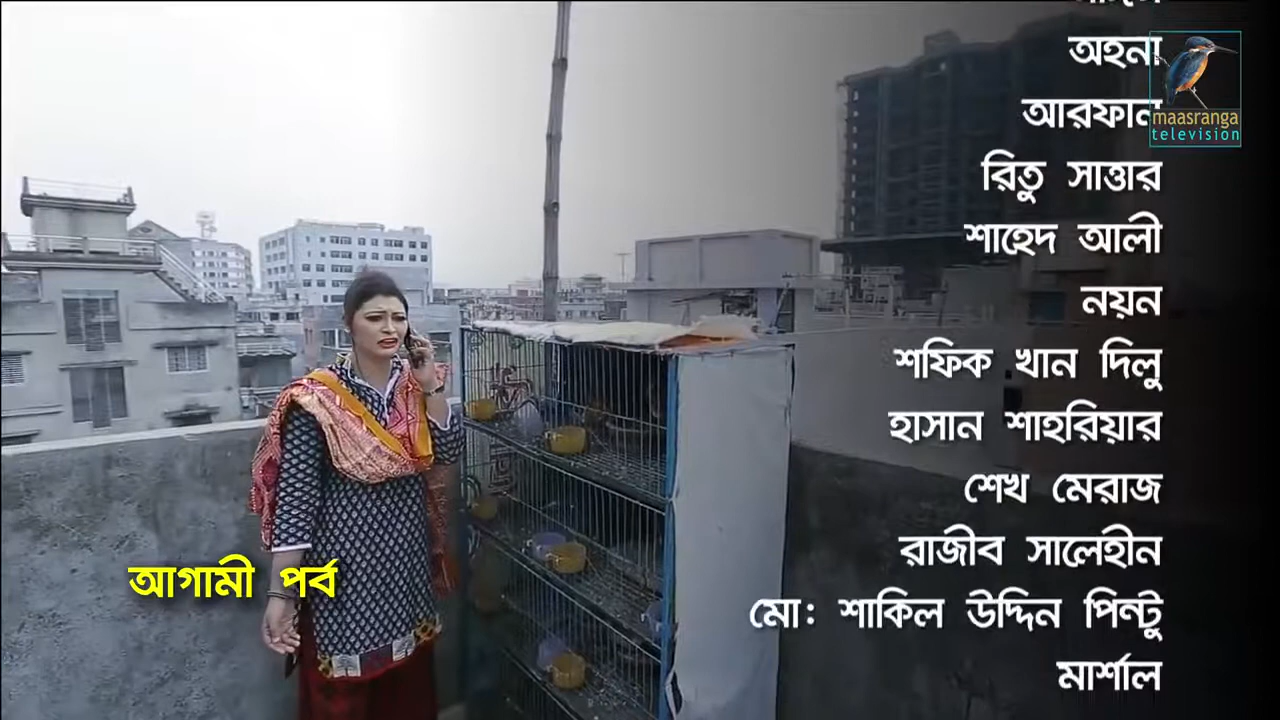 অহনা
আরফান
রিতু সাত্তার
শাহেদ আলী
নয়ন
শফিক খান দিলু
হাসান শাহরিয়ার
শেখ মেরাজ
রাজীব সালেহীন
মো: শাকিল উদ্দিন পিন্টু
মার্শাল
আগামী পর্ব
maasranga
television